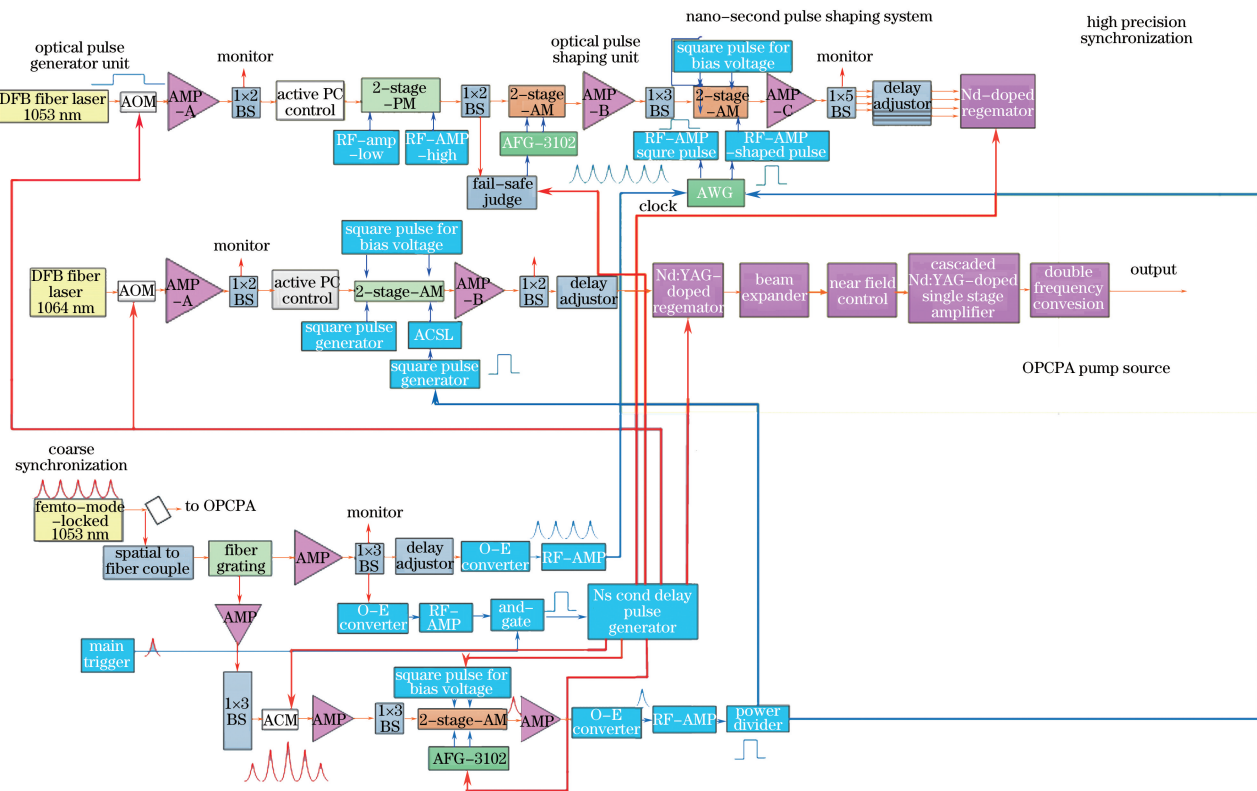 nano-second pulse shaping system
high precision
synchronization
optical pulse
generator unit
monitor
optical pulse
shaping unit
monitor
DFB fiber laser
1053 nm
AOM
AMP
-A
1×2
BS
active PC
control
2-stage
-PM
1×2
BS
2-stage
-AM
AMP
-B
1×3
BS
square pulse for
bias voltage
2-stage
-AM
AMP
-C
1×5
BS
delay
adjustor
Nd-doped
regemator
RF-amp
-low
RF-AMP
-high
AFG-3102
RF-AMP
squre pulse
RF-AMP
-shaped pulse
fail-safe
judge
AWG
clock
monitor
square pulse for
bias voltage
DFB fiber
laser
1064 nm
AOM
AMP
-A
1×2
BS
active PC
control
2-stage-AM
AMP
-B
1×2
BS
delay
adjustor
Nd:YAG-
doped
regemator
beam
expander
near field
control
cascaded
Nd:YAG-doped
single stage
amplifier
double
frequency
convesion
output
square pulse
generator
ACSL
square pulse
generator
OPCPA pump source
coarse
synchronization
femto-mode
-locked
1053 nm
to OPCPA
spatial to
fiber couple
fiber
grating
AMP
monitor
1×3
BS
delay
adjustor
O-E
converter
RF-AMP
AMP
O-E
converter
RF-
AMP
and-
gate
Ns cond delay
pulse
generator
main
trigger
1×3
BS
ACM
AMP
1×3
BS
square pulse for
bias voltage
2-stage-AM
AMP
O-E
converter
RF-AMP
power
divider
AFG-3102